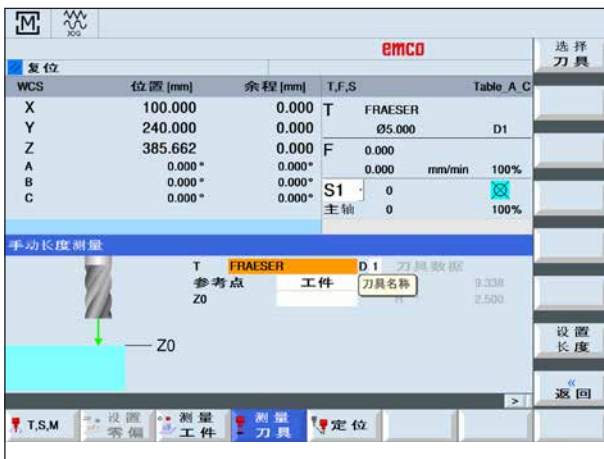 M
JOG
emco
选择
刀具
复位
WCS 位置 [mm] 余程 [mm] T,F,S Table_A_C
X 100.000 0.000 T FRAESER
Y 240.000 0.000 Ø5.000 D1
Z 385.662 0.000 F 0.000
A 0.000° 0.000° 0.000 mm/min 100%
B 0.000° 0.000° S1 0
C 0.000° 0.000° 主轴 0 100%
手动长度测量
T FRAESER D 1 刀具数据
参考点 工件 刀具名称 9.338
Z0 2.500
Z0
设置
长度
«
返回
>
T,S,M
设置
零偏
测量
工件
测量
刀具
定位